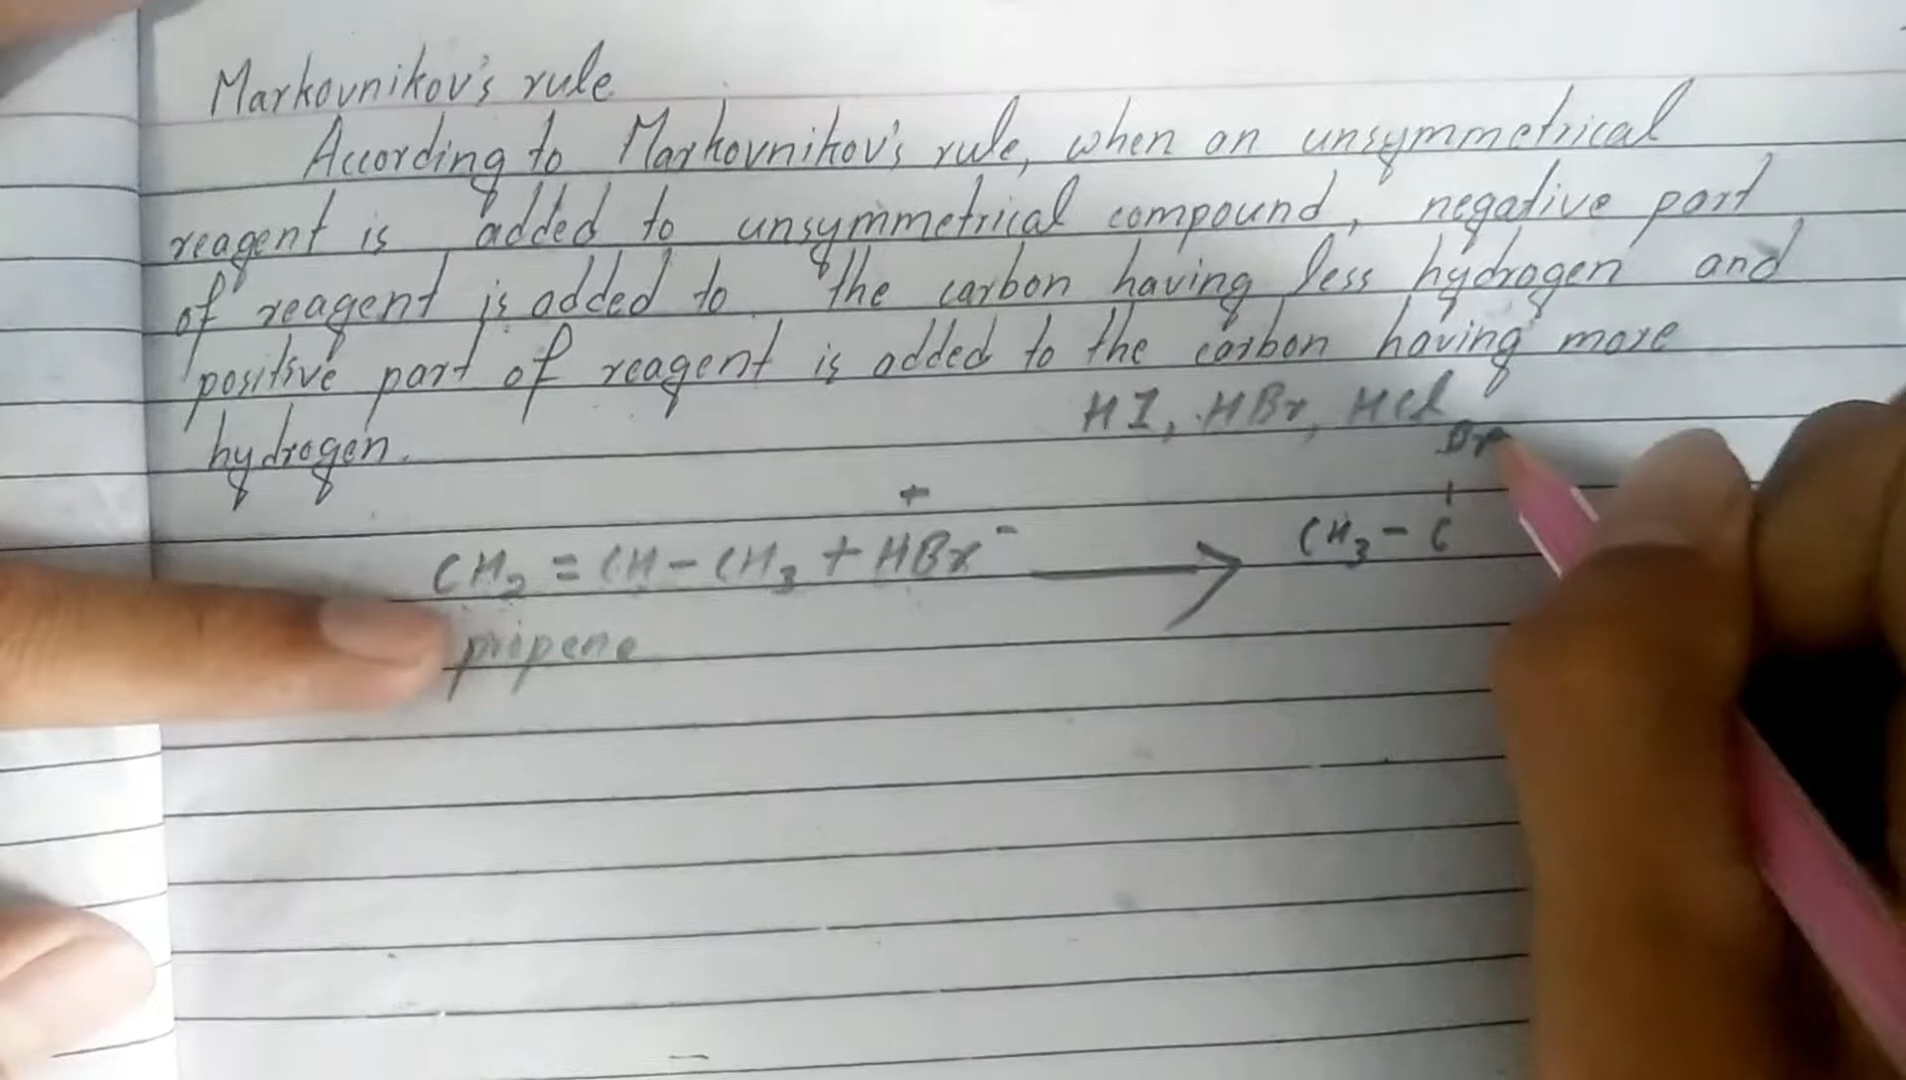 Markovnikov's rule
According to Markovnikov's rule, when an unsymmetrical
reagent is added to unsymmetrical compound, negative part
of reagent is added to the carbon having less hydrogen and
positive part of reagent is added to the carbon having more
hydrogen.
HI, HBr, HCl
Br
+
CH₂ = CH - CH₃ + HBr⁻ ⟶ CH₃ - C
propene